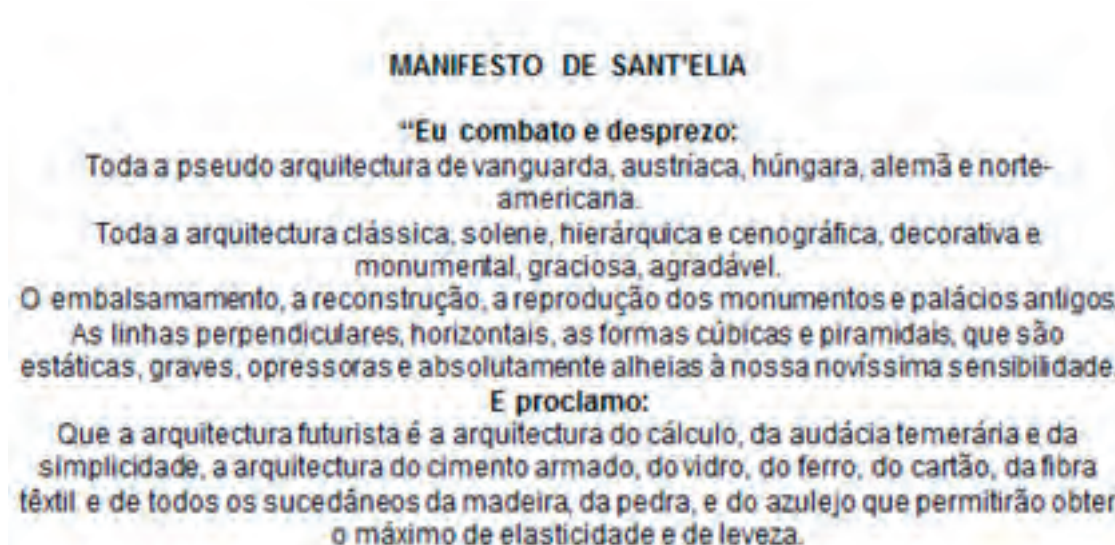 MANIFESTO DE SANT'ELIA
“Eu combato e desprezo:
Toda a pseudo arquitectura de vanguarda, austríaca, húngara, alemã e norte-
americana.
Toda a arquitectura clássica, solene, hierárquica e cenográfica, decorativa e
monumental, graciosa, agradável.
O embalsamamento, a reconstrução, a reprodução dos monumentos e palácios antigos.
As linhas perpendiculares, horizontais, as formas cúbicas e piramidais, que são
estáticas, graves, opressoras e absolutamente alheias à nossa novíssima sensibilidade.
E proclamo:
Que a arquitectura futurista é a arquitectura do cálculo, da audácia temerária e da
simplicidade, a arquitectura do cimento armado, do vidro, do ferro, do cartão, da fibra
têxtil e de todos os sucedâneos da madeira, da pedra, e do azulejo que permitirão obter
o máximo de elasticidade e de leveza.